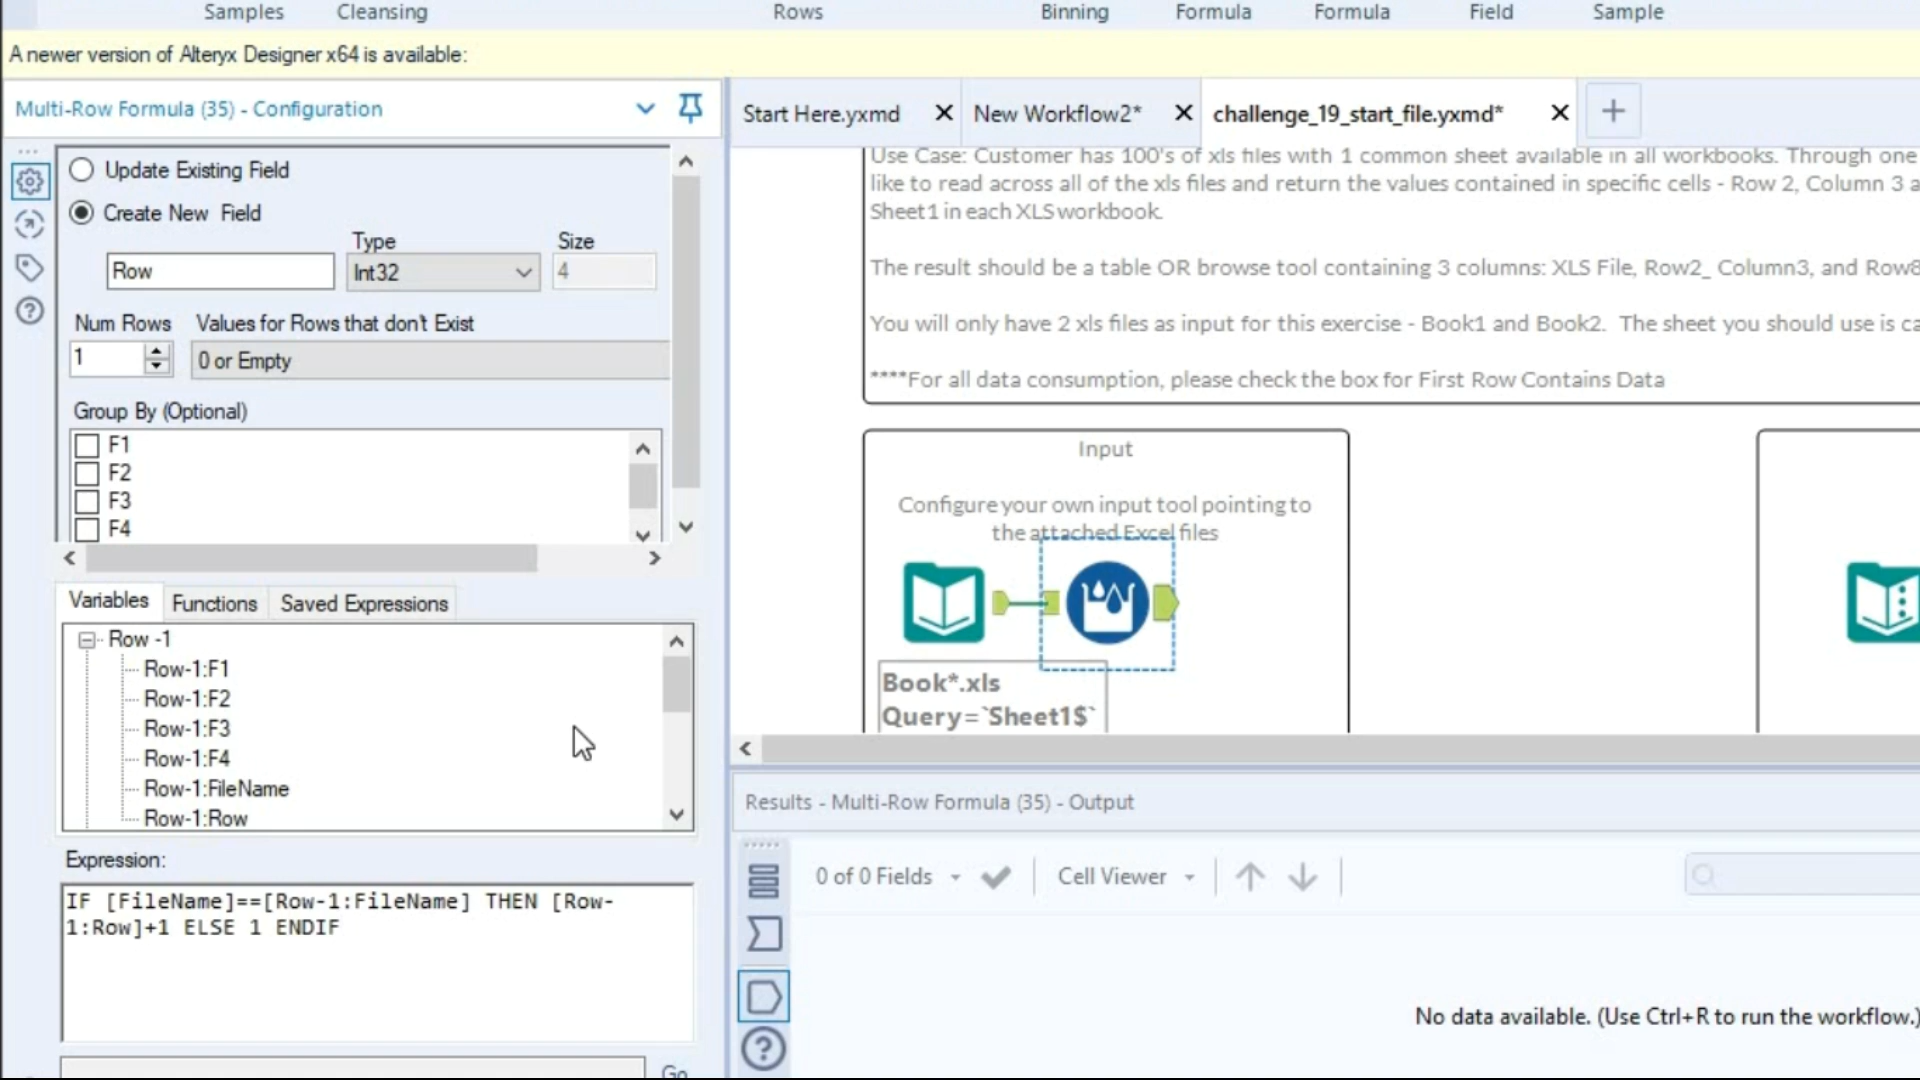 Samples Cleansing Rows Binning Formula Formula Field Sample
A newer version of Alteryx Designer x64 is available:
Multi-Row Formula (35) - Configuration
Start Here.yxmd
New Workflow2*
challenge_19_start_file.yxmd*
Update Existing Field
Create New Field
Type
Size
Row
Int32
4
Num Rows
Values for Rows that don't Exist
1
0 or Empty
Group By (Optional)
F1
F2
F3
F4
Variables
Functions
Saved Expressions
Row -1
Row-1:F1
Row-1:F2
Row-1:F3
Row-1:F4
Row-1:FileName
Row-1:Row
Expression:
IF [FileName]==[Row-
1:Row]+1 ELSE 1 ENDIF
Go
Use Case: Customer has 100's of xls files with 1 common sheet available in all workbooks. Through one
like to read across all of the xls files and return the values contained in specific cells - Row 2, Column 3 a
Sheet1 in each XLS workbook.
The result should be a table OR browse tool containing 3 columns: XLS File, Row2_ Column3, and Row8
You will only have 2 xls files as input for this exercise - Book1 and Book2. The sheet you should use is ca
****For all data consumption, please check the box for First Row Contains Data
Input
Configure your own input tool pointing to
the attached Excel files
Book*.xls
Query=`Sheet1$`
Results - Multi-Row Formula (35) - Output
0 of 0 Fields
Cell Viewer
No data available. (Use Ctrl+R to run the workflow.)